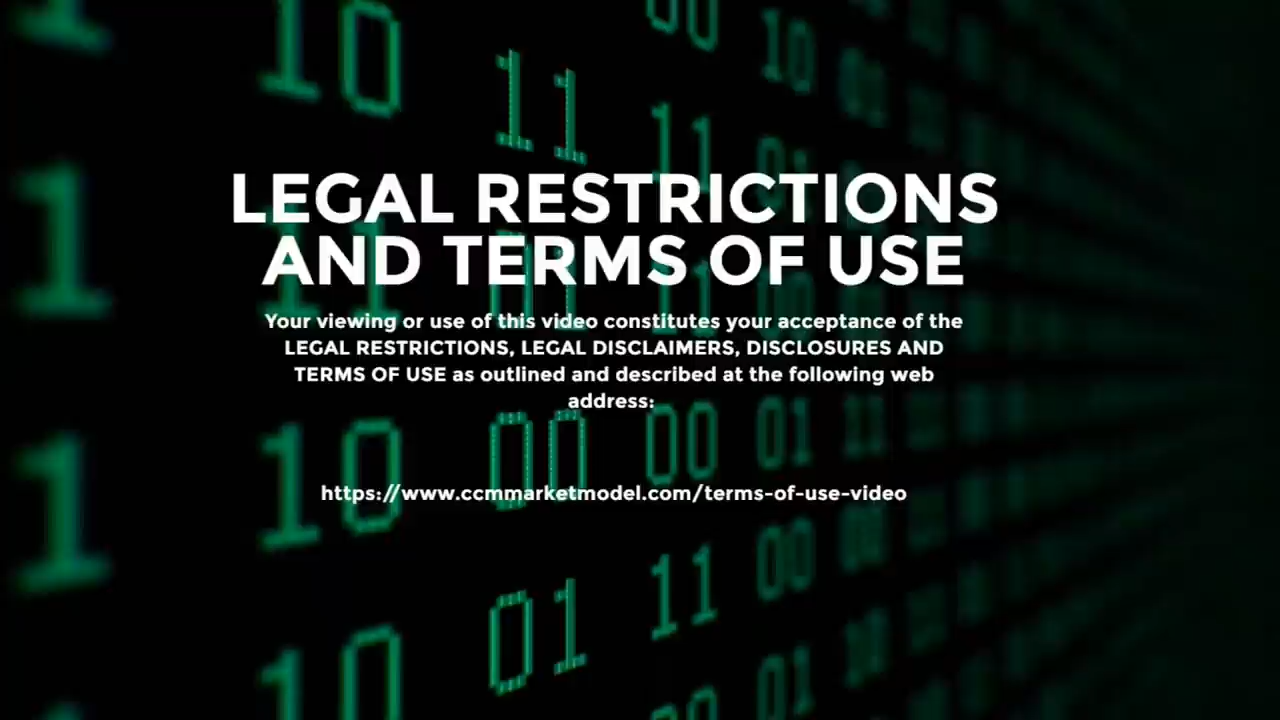 LEGAL RESTRICTIONS
AND TERMS OF USE
Your viewing or use of this video constitutes your acceptance of the
LEGAL RESTRICTIONS, LEGAL DISCLAIMERS, DISCLOSURES AND
TERMS OF USE as outlined and described at the following web
address:
https://www.ccmmarketmodel.com/terms-of-use-video